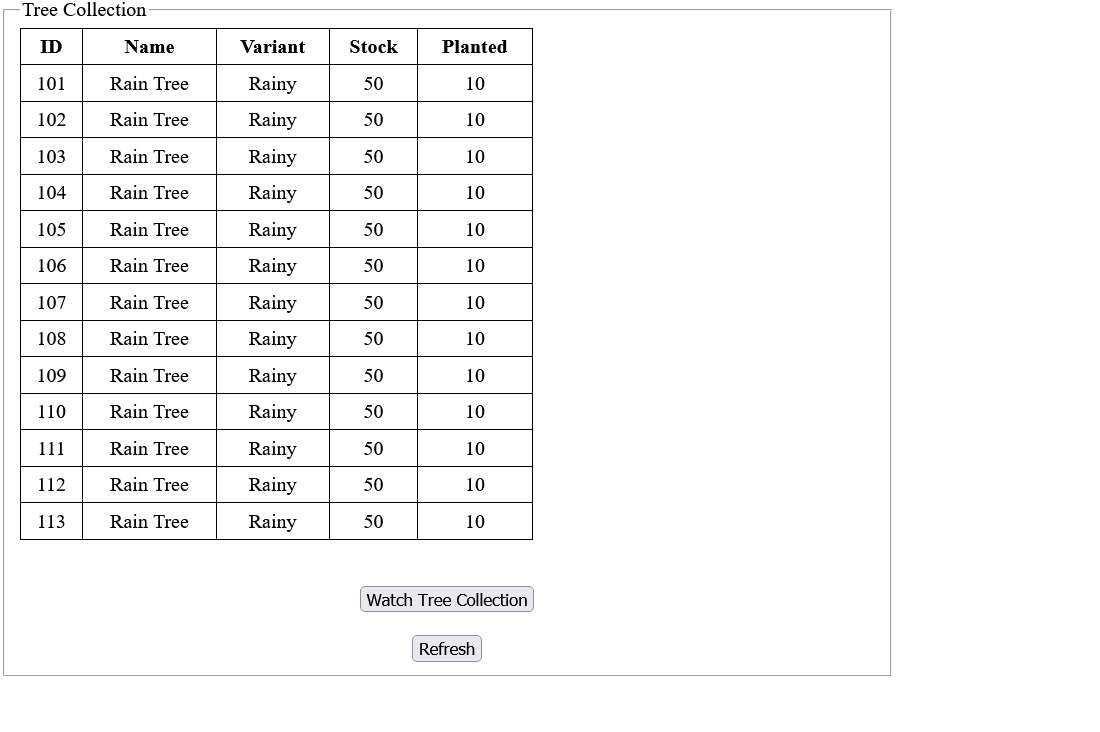 Tree Collection
ID Name Variant Stock Planted
101 Rain Tree Rainy 50 10
102 Rain Tree Rainy 50 10
103 Rain Tree Rainy 50 10
104 Rain Tree Rainy 50 10
105 Rain Tree Rainy 50 10
106 Rain Tree Rainy 50 10
107 Rain Tree Rainy 50 10
108 Rain Tree Rainy 50 10
109 Rain Tree Rainy 50 10
110 Rain Tree Rainy 50 10
111 Rain Tree Rainy 50 10
112 Rain Tree Rainy 50 10
113 Rain Tree Rainy 50 10
Watch Tree Collection
Refresh